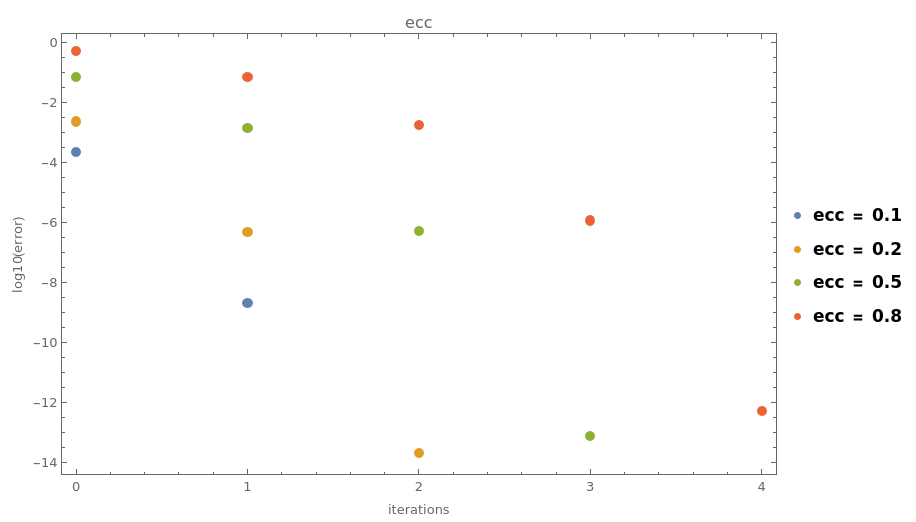 ecc
0
−2
−4
−6
−8
−10
−12
−14
log10(error)
0 1 2 3 4
iterations
ecc = 0.1
ecc = 0.2
ecc = 0.5
ecc = 0.8